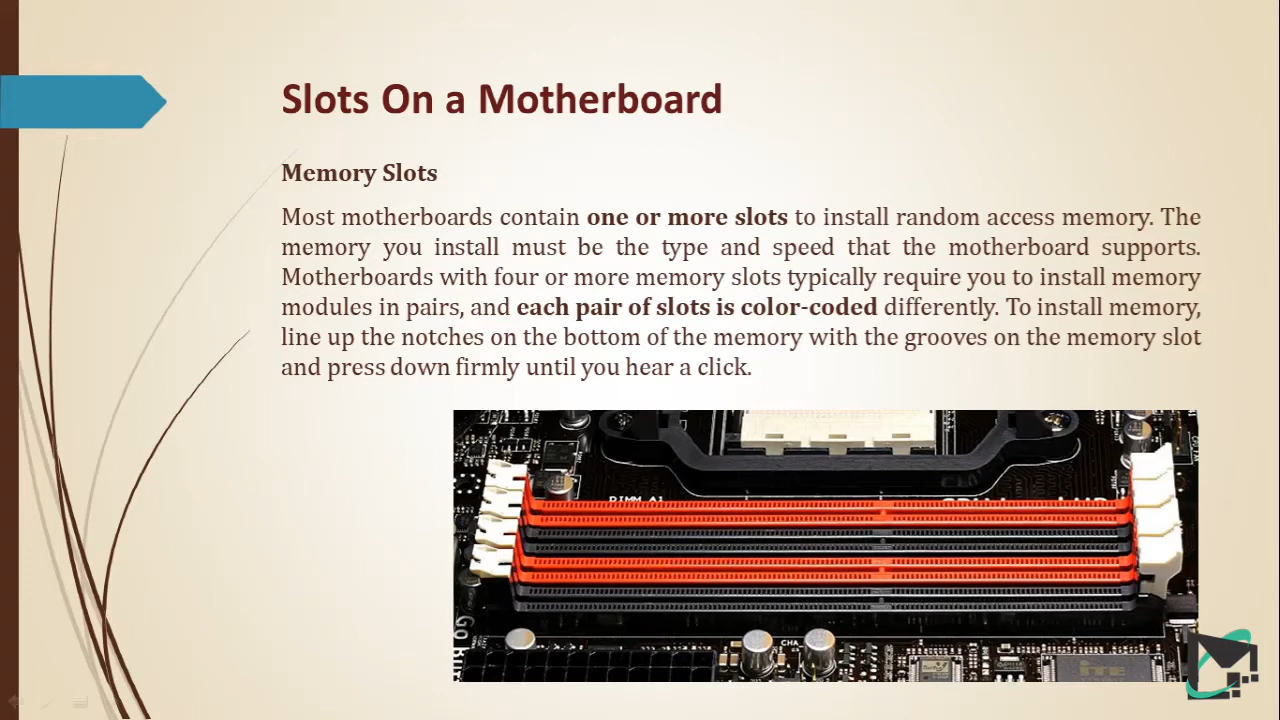 Slots On a Motherboard
Memory Slots
Most motherboards contain one or more slots to install random access memory. The
memory you install must be the type and speed that the motherboard supports.
Motherboards with four or more memory slots typically require you to install memory
modules in pairs, and each pair of slots is color-coded differently. To install memory,
line up the notches on the bottom of the memory with the grooves on the memory slot
and press down firmly until you hear a click.
DIMM A1
CHA
iTE